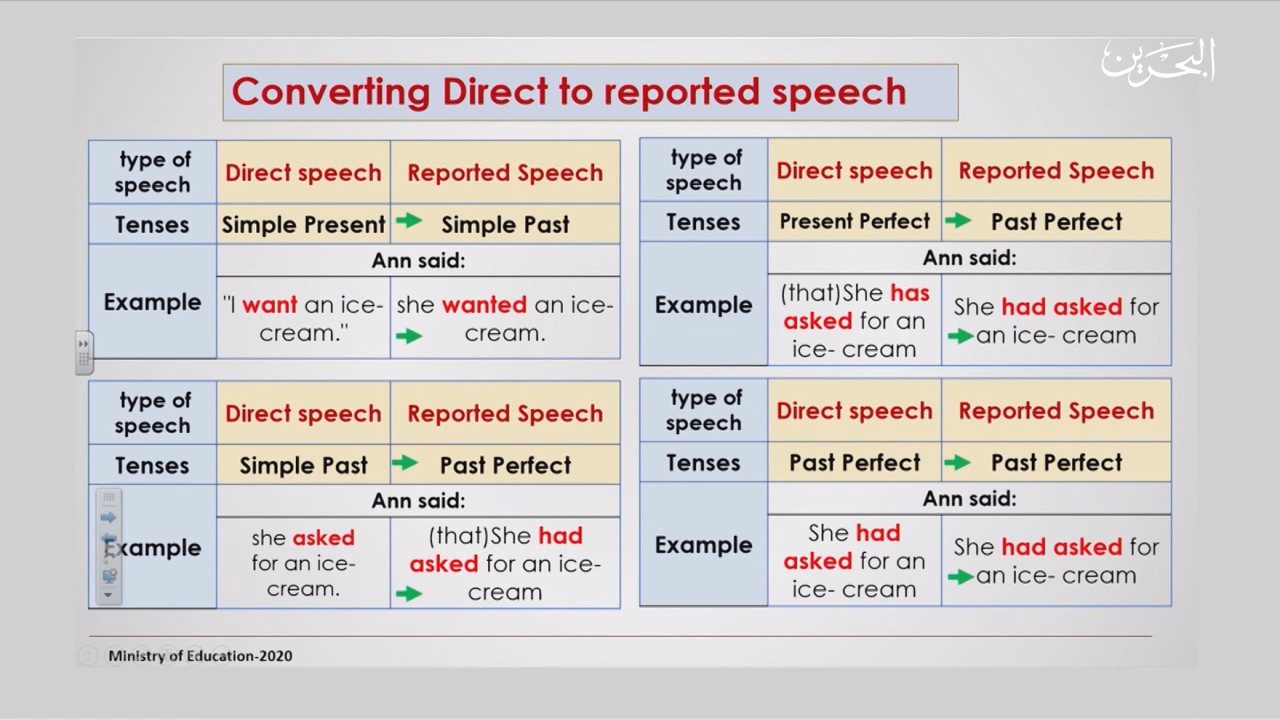 البحرين
Converting Direct to reported speech
type of
speech
Direct speech
Reported Speech
Tenses
Simple Present
Simple Past
Example
Ann said:
"I want an ice-
cream."
she wanted an ice-
cream.
type of
speech
Direct speech
Reported Speech
Tenses
Present Perfect
Past Perfect
Example
Ann said:
(that)She has
asked for an
ice- cream
She had asked for
an ice- cream
type of
speech
Direct speech
Reported Speech
Tenses
Simple Past
Past Perfect
Example
Ann said:
she asked
for an ice-
cream.
(that)She had
asked for an ice-
cream
type of
speech
Direct speech
Reported Speech
Tenses
Past Perfect
Past Perfect
Example
Ann said:
She had
asked for an
ice- cream
She had asked for
an ice- cream
Ministry of Education-2020